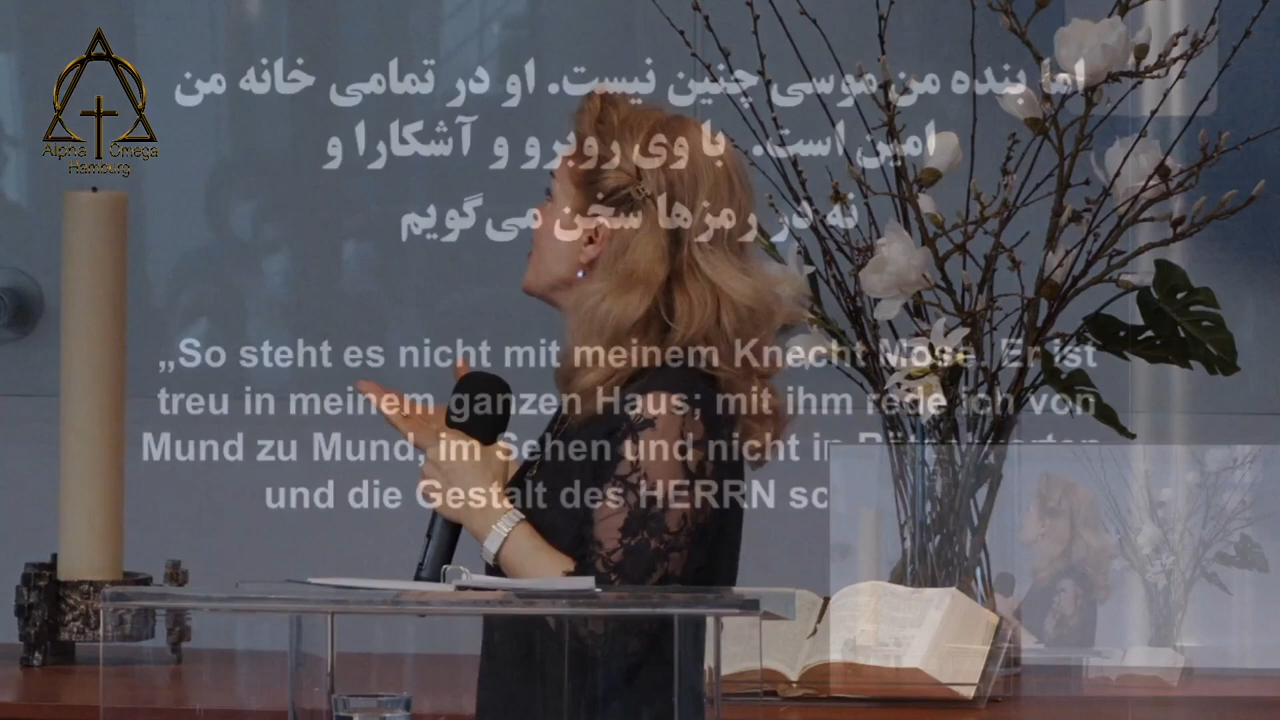 Alpha Omega
Hamburg
اما بنده من موسی چنین نیست. او در تمامی خانه من
امین است. با وی روبرو و آشکارا و
نه در رمزها سخن می‌گویم
„So steht es nicht mit meinem Knecht Mose. Er ist
treu in meinem ganzen Haus; mit ihm rede ich von
Mund zu Mund, im Sehen und nicht in
und die Gestalt des HERRN